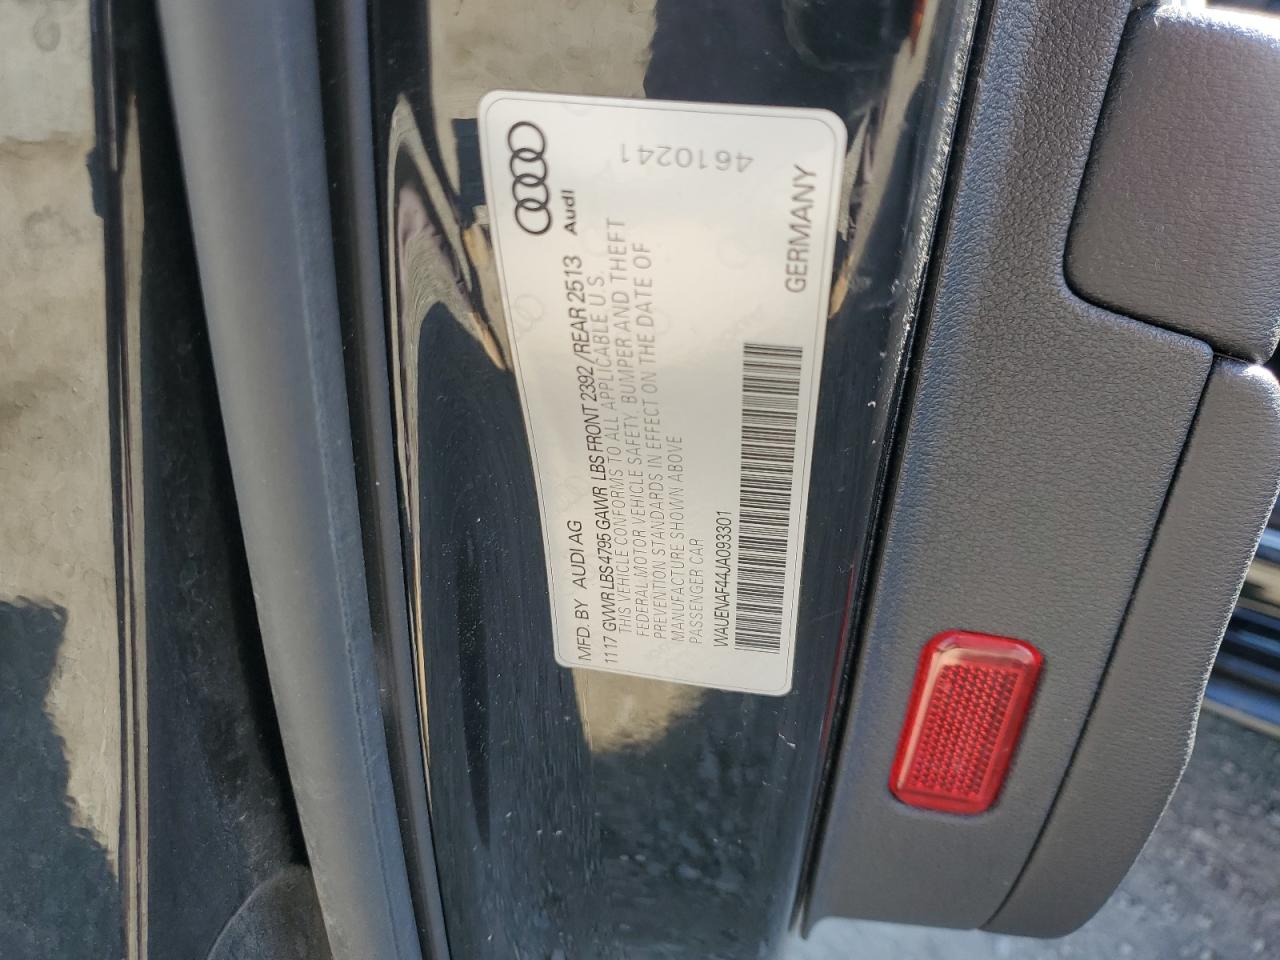 MFD. BY AUDI AG
Audi
1117 GVWR LBS 4795 GAWR LBS FRONT 2392 / REAR 2513
THIS VEHICLE CONFORMS TO ALL APPLICABLE U.S.
FEDERAL MOTOR VEHICLE SAFETY, BUMPER AND THEFT
PREVENTION STANDARDS IN EFFECT ON THE DATE OF
MANUFACTURE SHOWN ABOVE
PASSENGER CAR
4610241
WAUENAF44JA093301
GERMANY